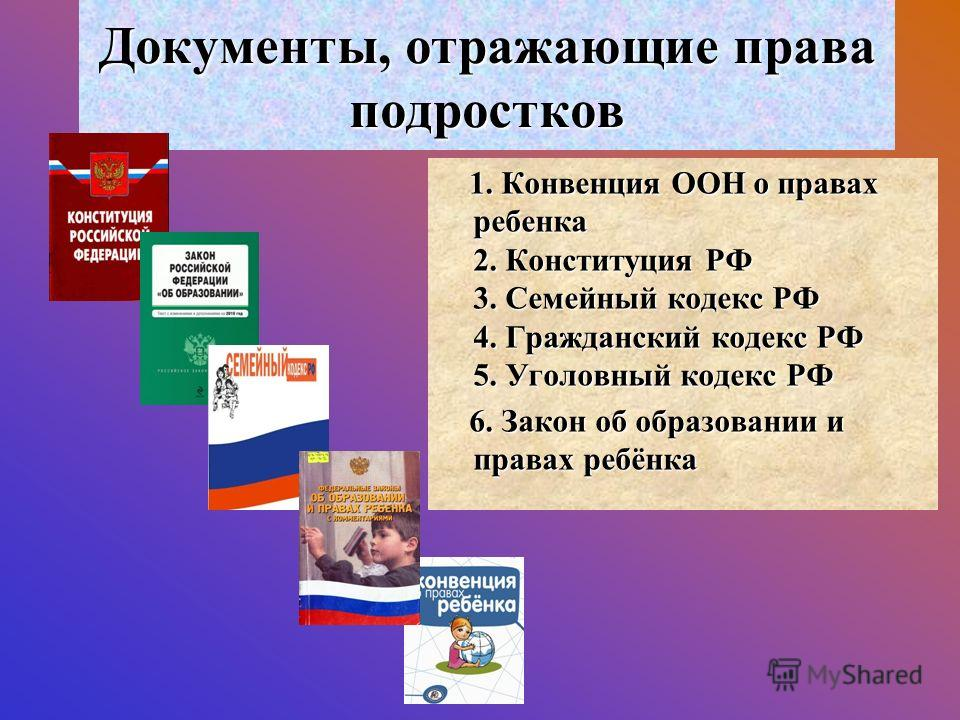 Документы, отражающие права
подростков
КОНСТИТУЦИЯ
РОССИЙСКОЙ
ФЕДЕРАЦИИ
ЗАКОН
РОССИЙСКОЙ
ФЕДЕРАЦИИ
«ОБ ОБРАЗОВАНИИ»
СЕМЕЙНЫЙ
КОДЕКС РФ
ФЕДЕРАЛЬНЫЕ ЗАКОНЫ
ОБ ОБРАЗОВАНИИ
И ПРАВАХ РЕБЕНКА
С КОММЕНТАРИЯМИ
конвенция
о правах
ребёнка
1. Конвенция ООН о правах
ребенка
2. Конституция РФ
3. Семейный кодекс РФ
4. Гражданский кодекс РФ
5. Уголовный кодекс РФ
6. Закон об образовании и
правах ребёнка
MyShared